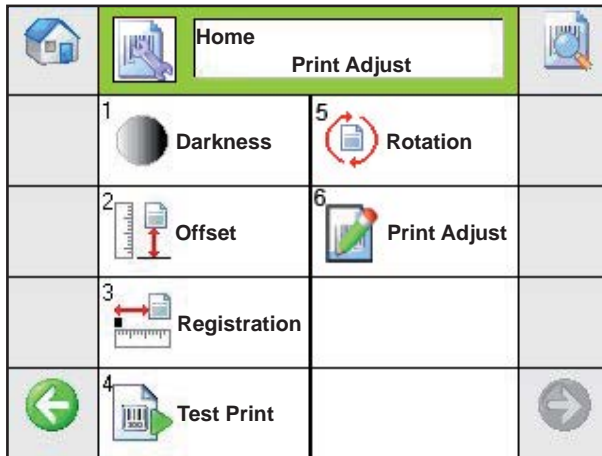 Home
Print Adjust
1
Darkness
5
Rotation
2
Offset
6
Print Adjust
3
Registration
4
Test Print